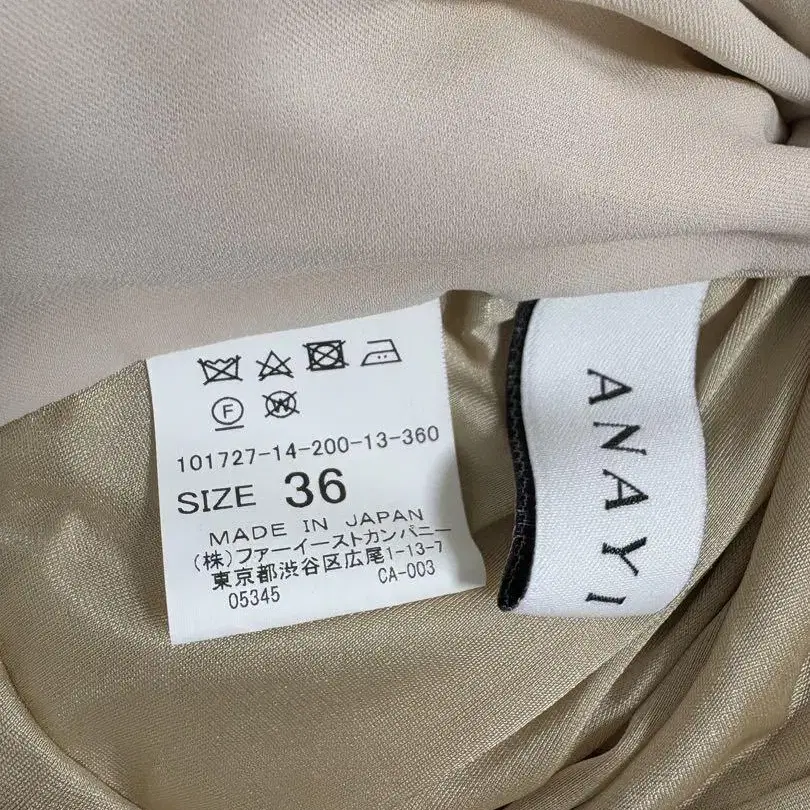 F
W
101727-14-200-13-360
SIZE 36
MADE IN JAPAN
(株)ファーイーストカンパニー
東京都渋谷区広尾1-13-7
05345 CA-003
ANAYI